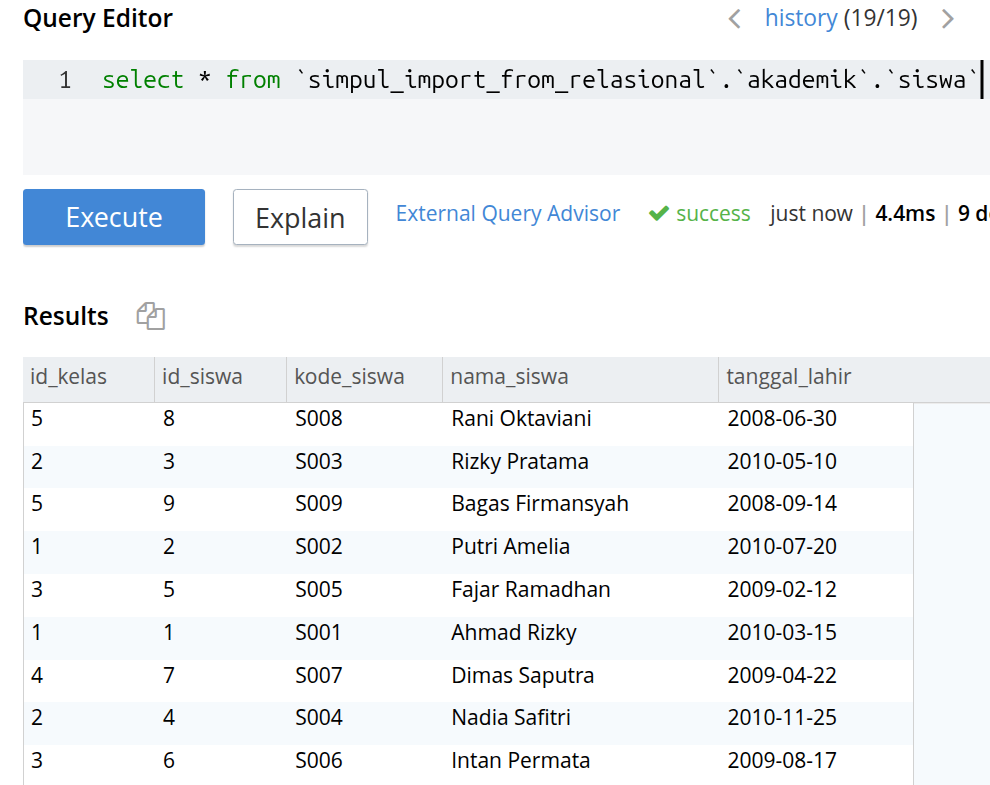 Query Editor < history (19/19) >
1 select * from `simpul_import_from_relasional`.`akademik`.`siswa`
Execute Explain External Query Advisor success just now | 4.4ms | 9
Results
id_kelas id_siswa kode_siswa nama_siswa tanggal_lahir
5 8 S008 Rani Oktaviani 2008-06-30
2 3 S003 Rizky Pratama 2010-05-10
5 9 S009 Bagas Firmansyah 2008-09-14
1 2 S002 Putri Amelia 2010-07-20
3 5 S005 Fajar Ramadhan 2009-02-12
1 1 S001 Ahmad Rizky 2010-03-15
4 7 S007 Dimas Saputra 2009-04-22
2 4 S004 Nadia Safitri 2010-11-25
3 6 S006 Intan Permata 2009-08-17